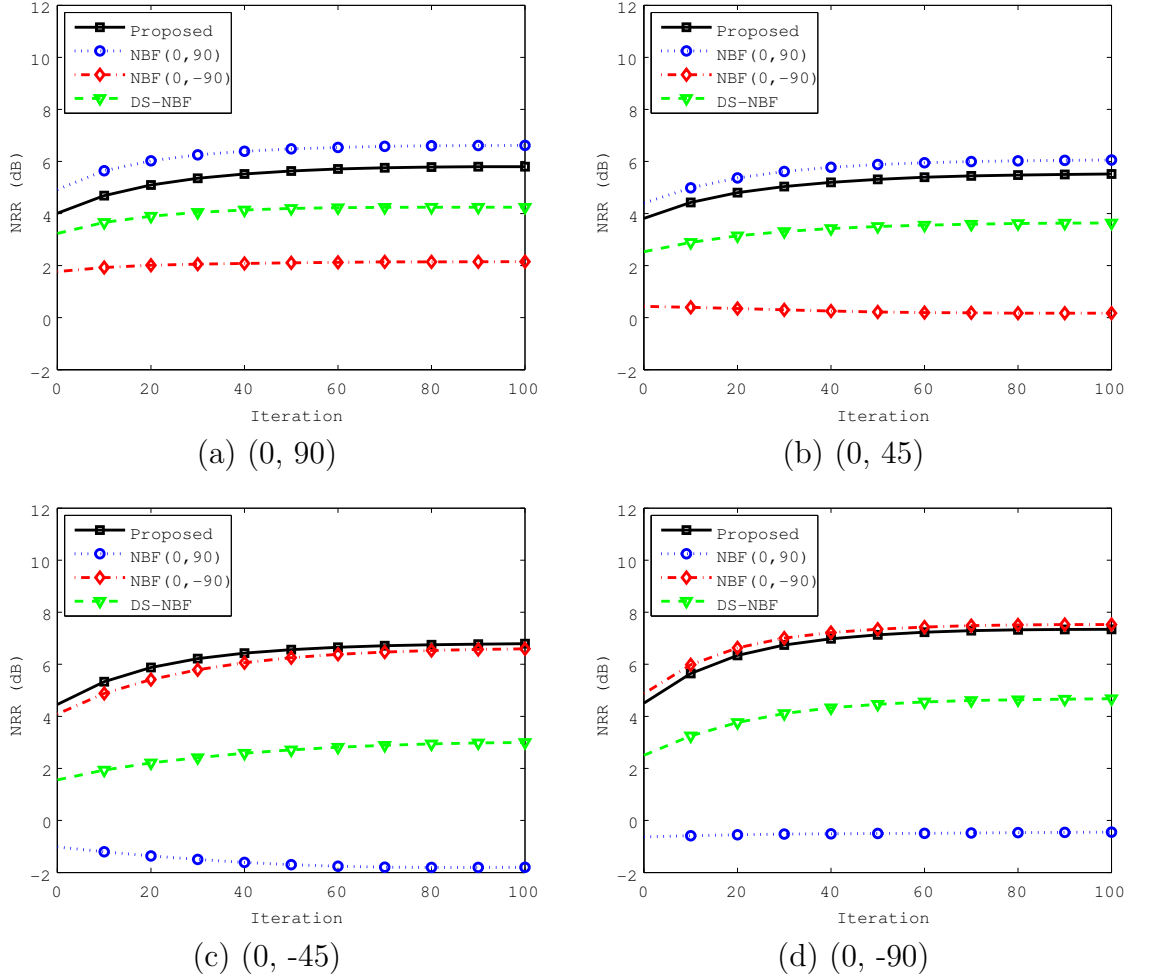 12
10
8
6
4
2
0
−2
NRR (dB)
Proposed
NBF(0,90)
NBF(0,−90)
DS−NBF
0 20 40 60 80 100
Iteration
(a) (0, 90)
12
10
8
6
4
2
0
−2
NRR (dB)
Proposed
NBF(0,90)
NBF(0,−90)
DS−NBF
0 20 40 60 80 100
Iteration
(b) (0, 45)
12
10
8
6
4
2
0
−2
NRR (dB)
Proposed
NBF(0,90)
NBF(0,−90)
DS−NBF
0 20 40 60 80 100
Iteration
(c) (0, -45)
12
10
8
6
4
2
0
−2
NRR (dB)
Proposed
NBF(0,90)
NBF(0,−90)
DS−NBF
0 20 40 60 80 100
Iteration
(d) (0, -90)